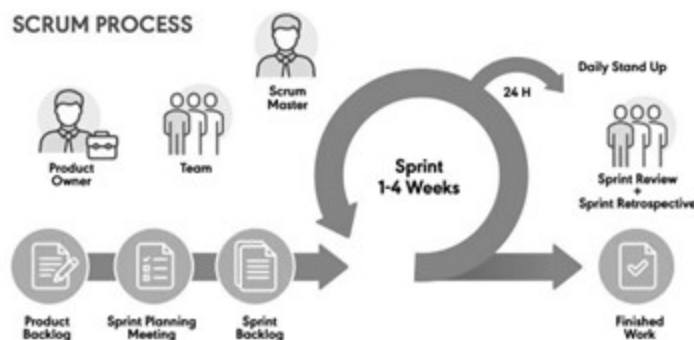 SCRUM PROCESS
Scrum
Master
Product
Owner
Team
24 H
Daily Stand Up
Sprint
1-4 Weeks
Sprint Review
+
Sprint Retrospective
Product
Backlog
Sprint Planning
Meeting
Sprint
Backlog
Finished
Work